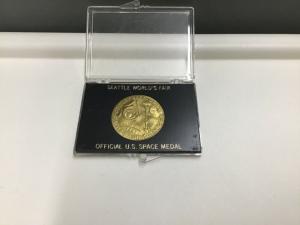 SEATTLE WORLD'S FAIR
OFFICIAL U.S. SPACE MEDAL